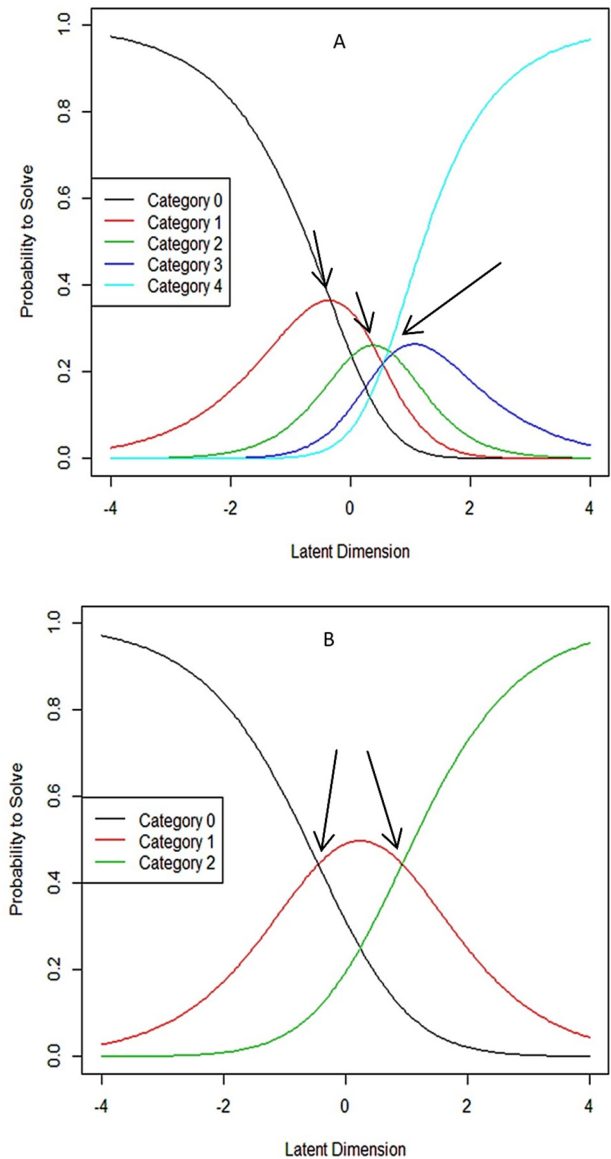 A
Probability to Solve
1.0
0.8
0.6
0.4
0.2
0.0
Category 0
Category 1
Category 2
Category 3
Category 4
-4 -2 0 2 4
Latent Dimension
B
Probability to Solve
1.0
0.8
0.6
0.4
0.2
0.0
Category 0
Category 1
Category 2
-4 -2 0 2 4
Latent Dimension